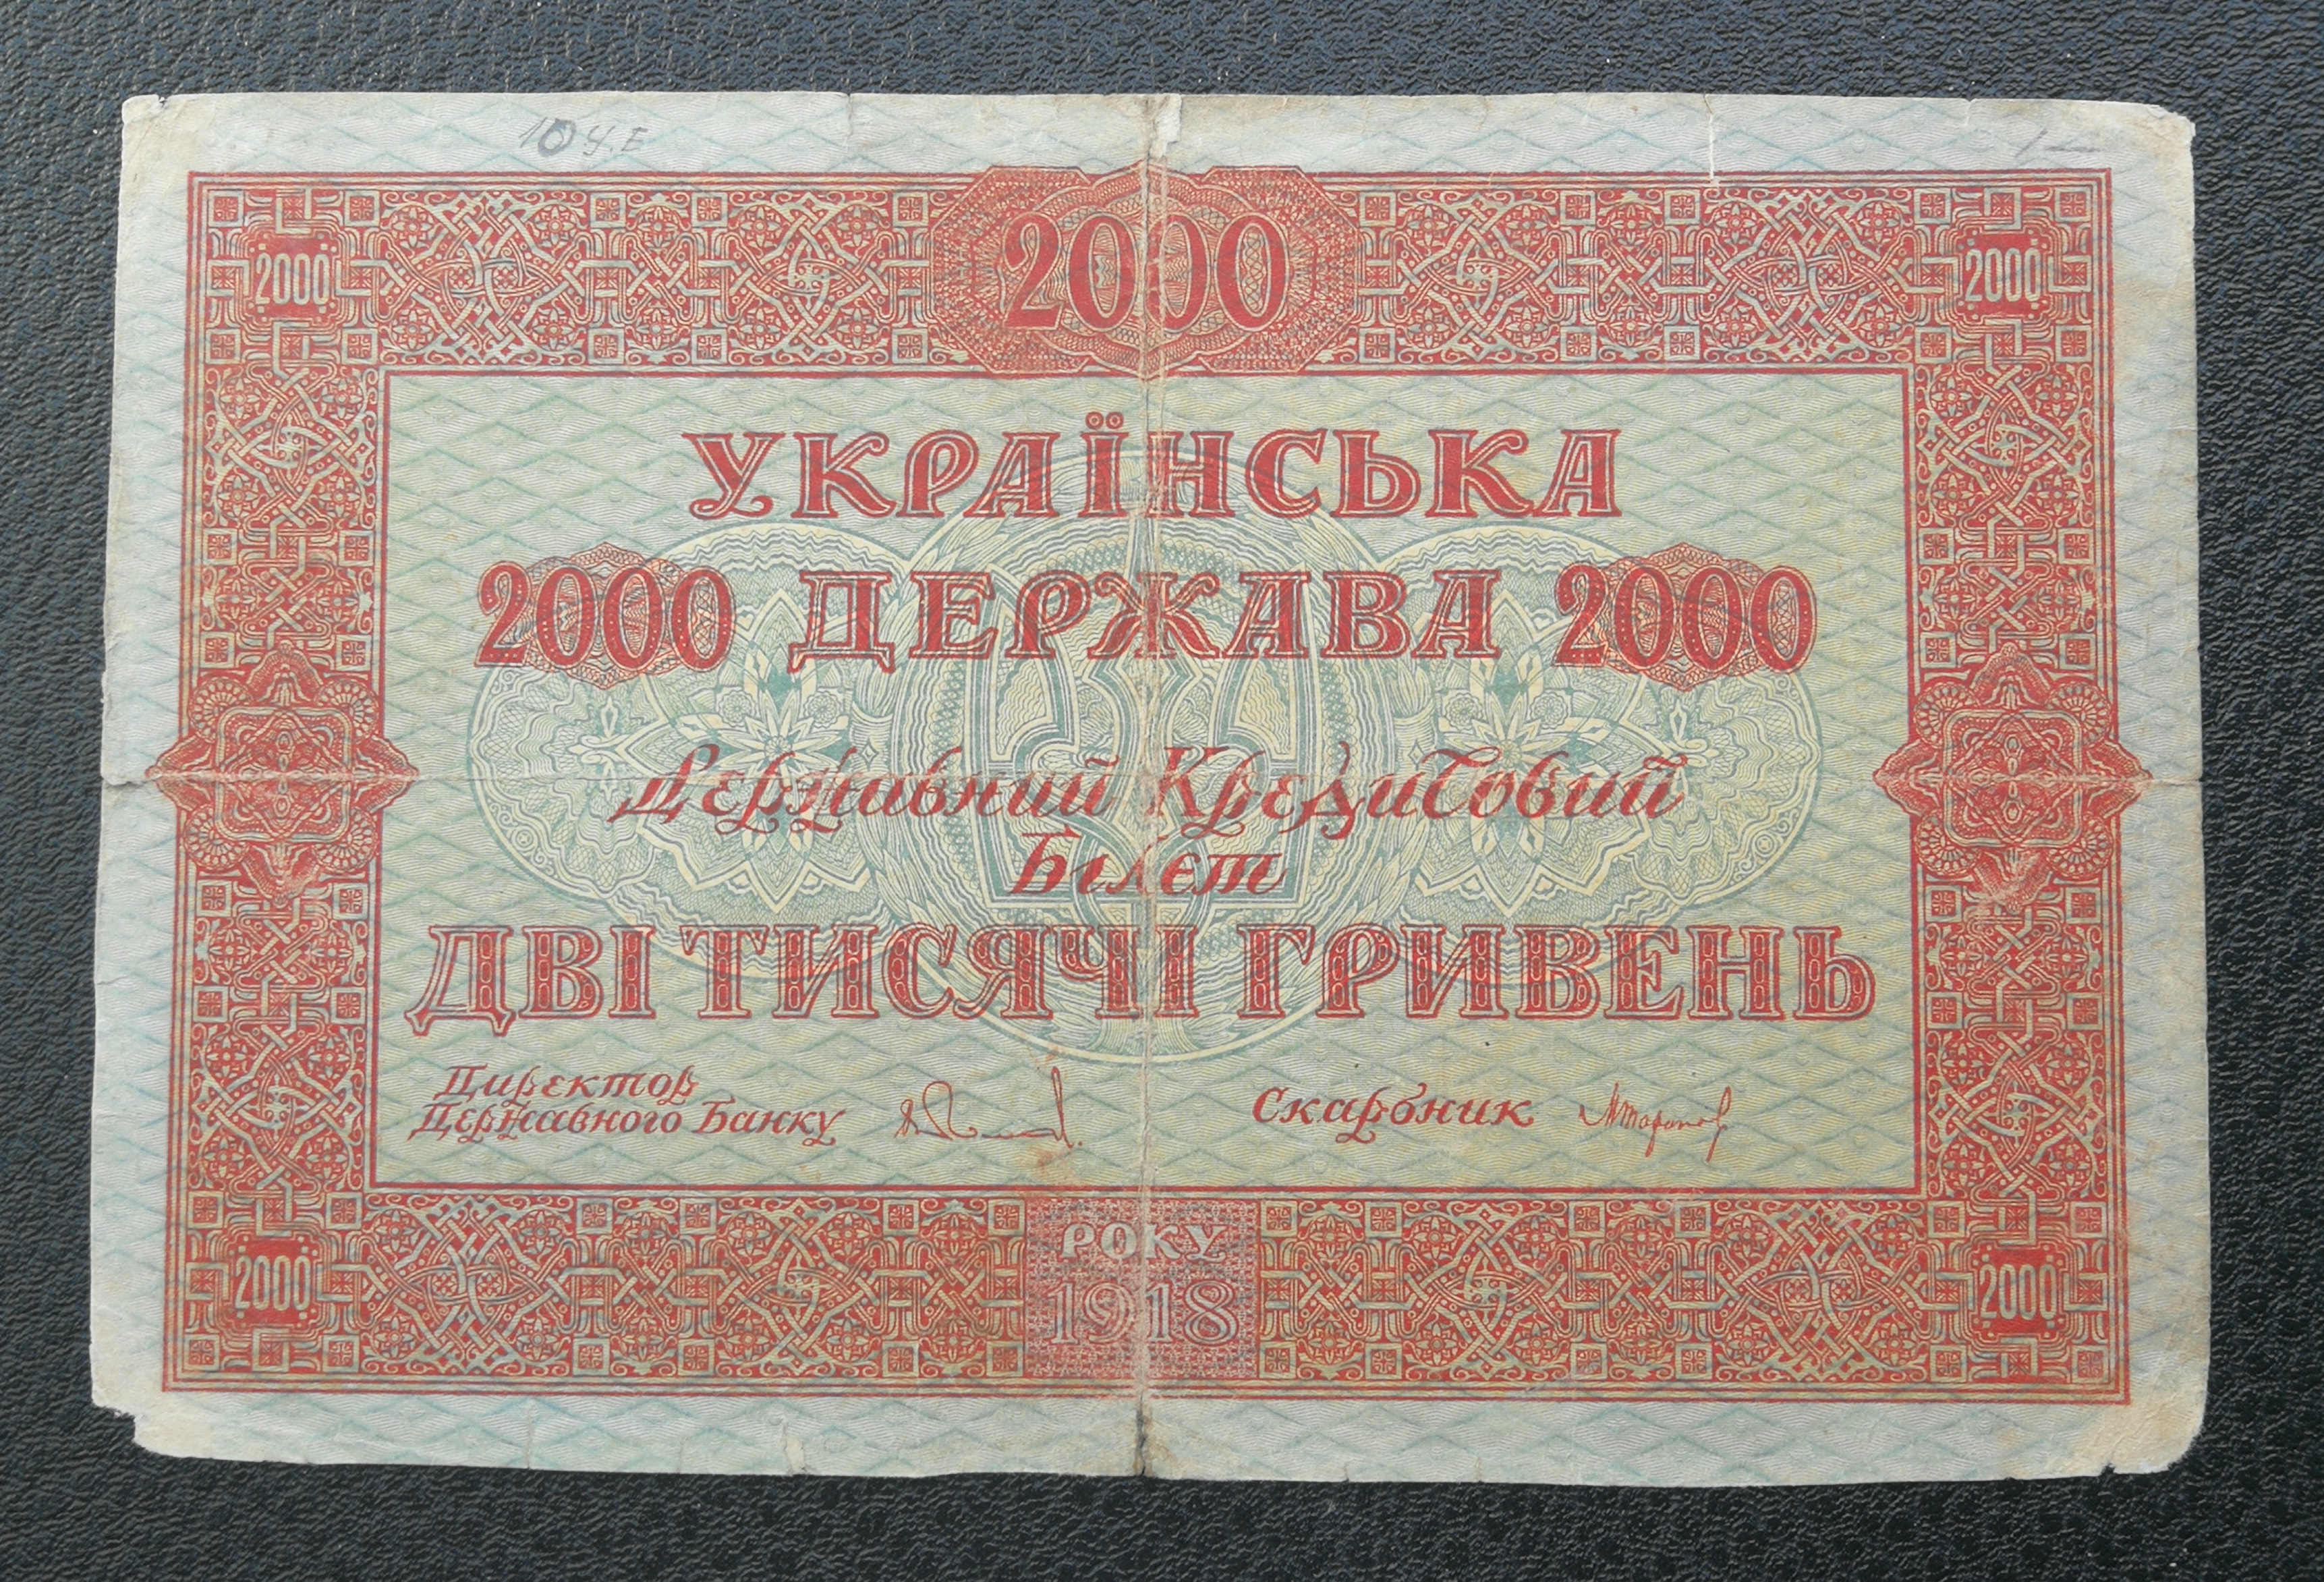 10 у.е
2000
2000
2000
УКРАЇНСЬКА
2000 ДЕРЖАВА 2000
Державний Кредитовий
Білет
ДВІ ТИСЯЧІ ГРИВЕНЬ
Директор
Державного Банку
Скарбник
РОКУ
2000
1918
2000